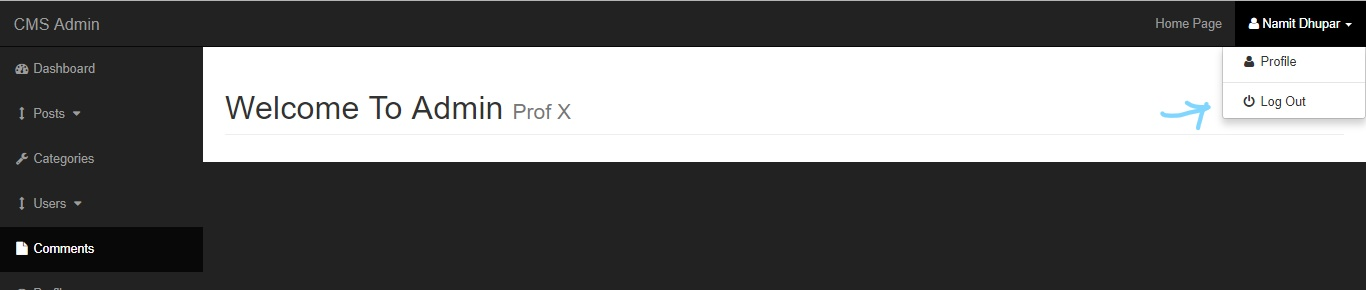 CMS Admin
Home Page
Namit Dhupar
Profile
Log Out
Dashboard
Posts
Categories
Users
Comments
Welcome To Admin Prof X